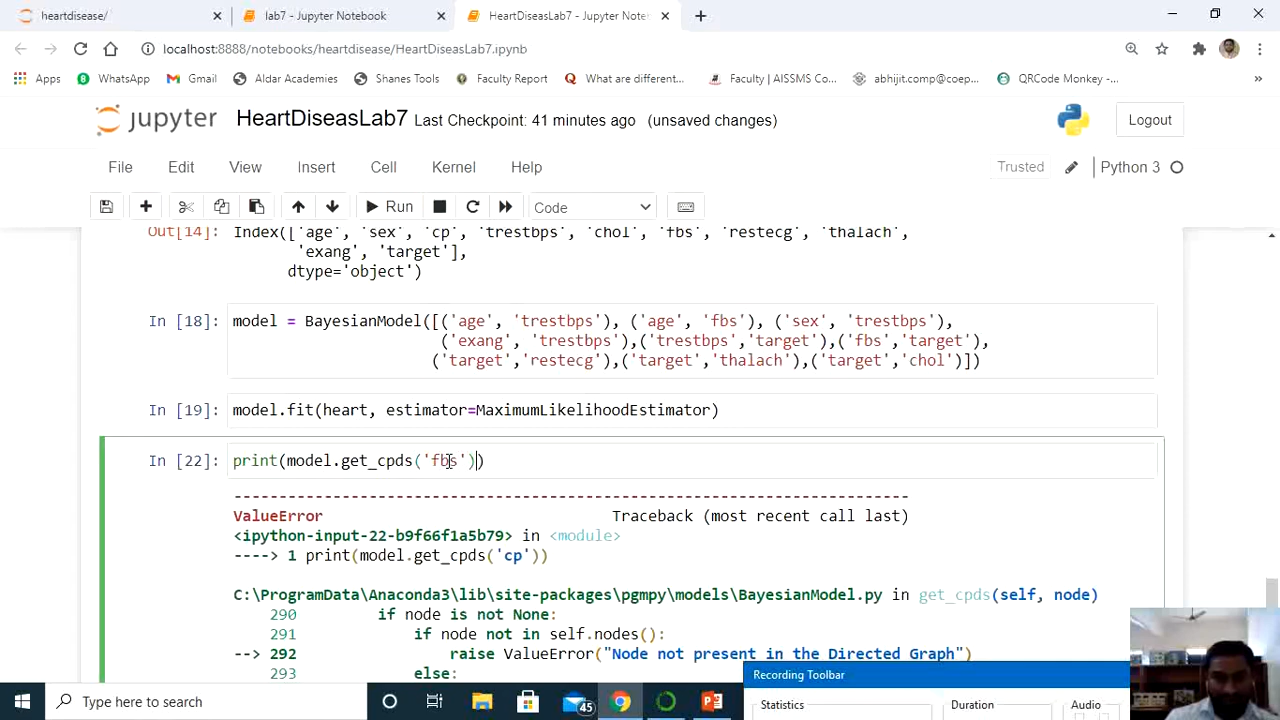 heartdisease/
lab7 - Jupyter Notebook
HeartDiseasLab7 - Jupyter Note
localhost:8888/notebooks/heartdisease/HeartDiseasLab7.ipynb
Apps WhatsApp Gmail Aldar Academies Shanes Tools Faculty Report What are different... Faculty | AISSMS Co... abhijit.comp@coep... QRCode Monkey -... »
jupyter HeartDiseasLab7 Last Checkpoint: 41 minutes ago (unsaved changes) Logout
File Edit View Insert Cell Kernel Help Trusted Python 3
Run Code
Out[14]: Index(['age', 'sex', 'cp', 'trestbps', 'chol', 'fbs', 'restecg', 'thalach',
'exang', 'target'],
dtype='object')
In [18]: model = BayesianModel([('age', 'trestbps'), ('age', 'fbs'), ('sex', 'trestbps'),
('exang', 'trestbps'),('trestbps','target'),('fbs','target'),
('target','restecg'),('target','thalach'),('target','chol')])
In [19]: model.fit(heart, estimator=MaximumLikelihoodEstimator)
In [22]: print(model.get_cpds('fbs'))
---------------------------------------------------------------------------
ValueError Traceback (most recent call last)
<ipython-input-22-b9f66f1a5b79> in <module>
----> 1 print(model.get_cpds('cp'))
C:\ProgramData\Anaconda3\lib\site-packages\pgmpy\models\BayesianModel.py in get_cpds(self, node)
290 if node is not None:
291 if node not in self.nodes():
--> 292 raise ValueError("Node not present in the Directed Graph")
293 else:
Recording Toolbar
Statistics Duration Audio
Type here to search
45